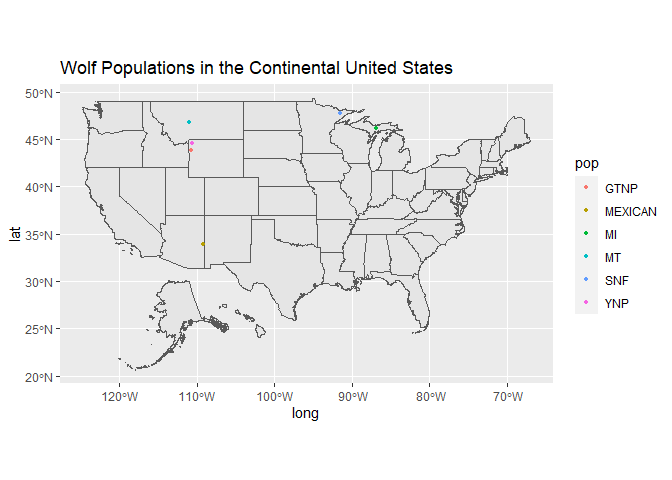 Wolf Populations in the Continental United States
50°N
45°N
40°N
35°N
30°N
25°N
20°N
lat
120°W
110°W
100°W
90°W
80°W
70°W
long
pop
GTNP
MEXICAN
MI
MT
SNF
YNP